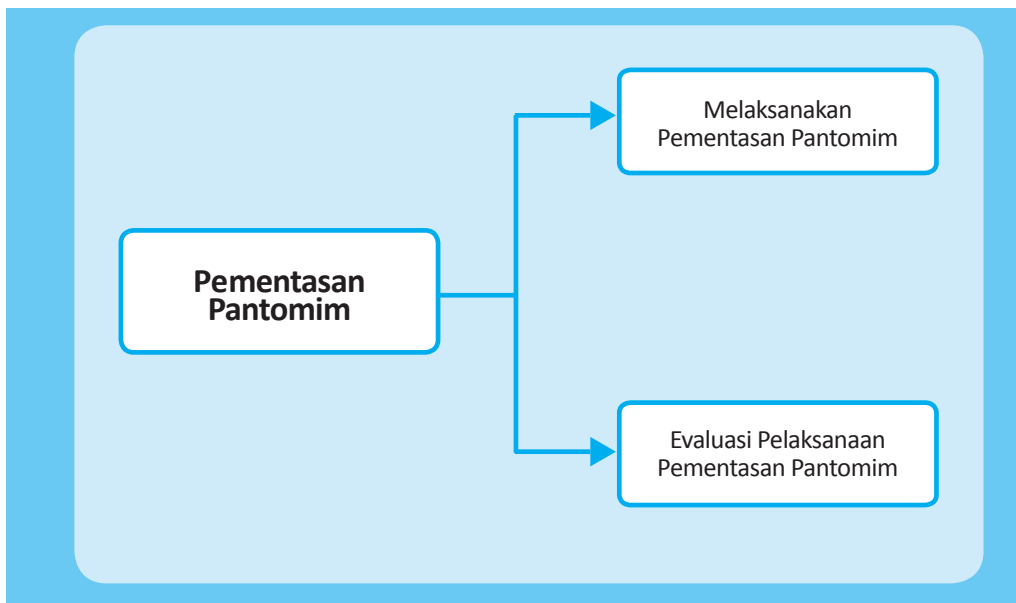 Melaksanakan
Pementasan Pantomim
Pementasan
Pantomim
Evaluasi Pelaksanaan
Pementasan Pantomim